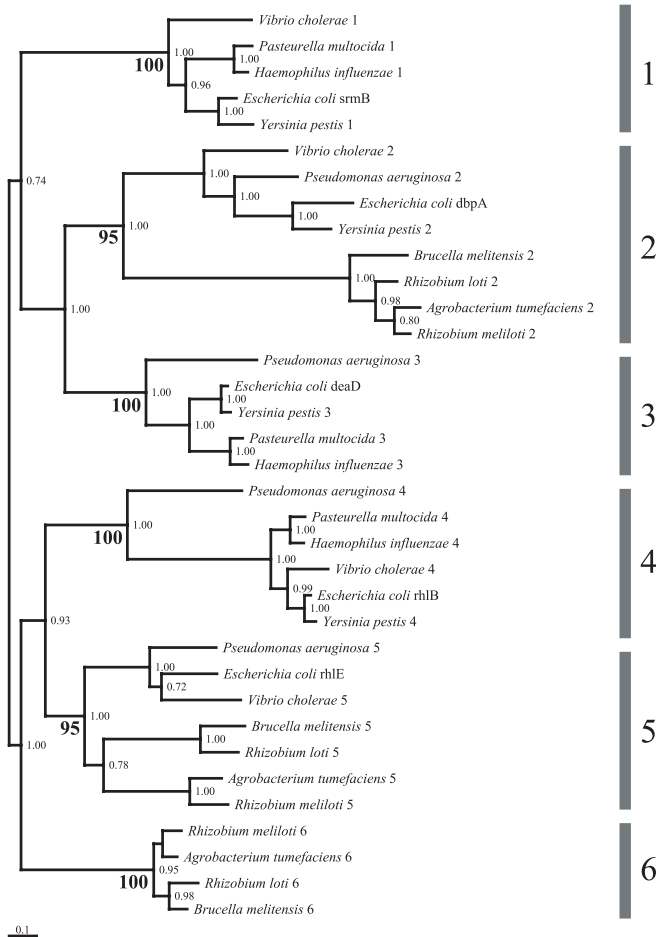 Vibrio cholerae 1
Pasteurella multocida 1
1.00
1.00
100
Haemophilus influenzae 1
0.96
Escherichia coli srmB
1.00
Yersinia pestis 1
1
Vibrio cholerae 2
1.00
Pseudomonas aeruginosa 2
0.74
1.00
Escherichia coli dbpA
1.00
1.00
Yersinia pestis 2
95
2
Brucella melitensis 2
1.00
Rhizobium loti 2
0.98
Agrobacterium tumefaciens 2
1.00
0.80
Rhizobium meliloti 2
Pseudomonas aeruginosa 3
Escherichia coli deaD
1.00
1.00
100
Yersinia pestis 3
3
1.00
Pasteurella multocida 3
1.00
Haemophilus influenzae 3
Pseudomonas aeruginosa 4
Pasteurella multocida 4
1.00
1.00
100
Haemophilus influenzae 4
4
1.00
Vibrio cholerae 4
0.99
Escherichia coli rhlB
1.00
0.93
Yersinia pestis 4
Pseudomonas aeruginosa 5
1.00
Escherichia coli rhlE
0.72
Vibrio cholerae 5
1.00
95
Brucella melitensis 5
5
1.00
1.00
Rhizobium loti 5
0.78
Agrobacterium tumefaciens 5
1.00
Rhizobium meliloti 5
Rhizobium meliloti 6
Agrobacterium tumefaciens 6
0.95
100
6
Rhizobium loti 6
0.98
Brucella melitensis 6
0.1